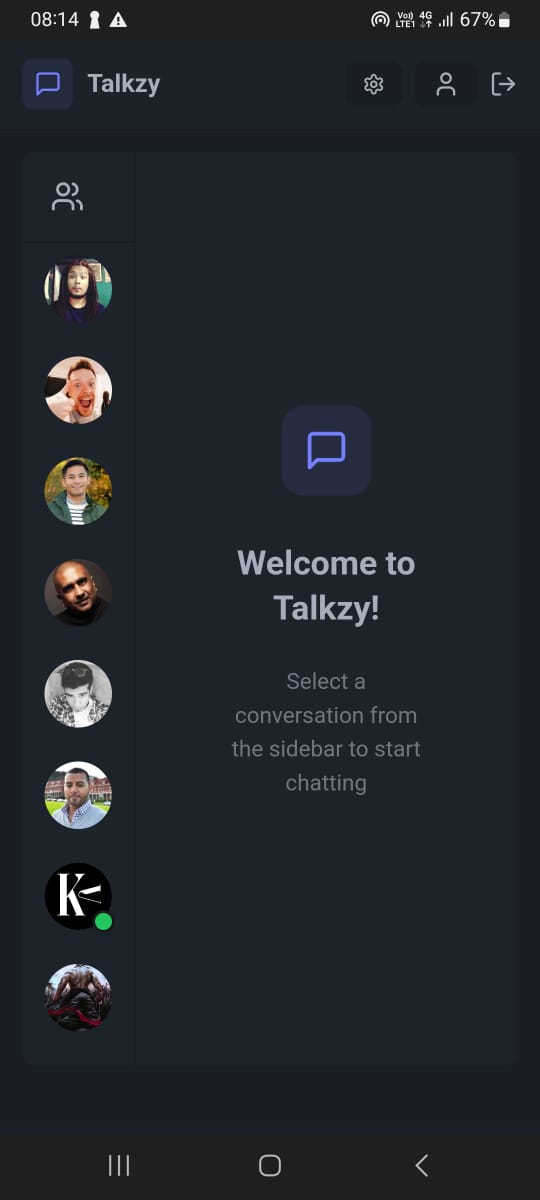 08:14
Vo)) 4G
LTE1
67%
Talkzy
K
Welcome to
Talkzy!
Select a
conversation from
the sidebar to start
chatting